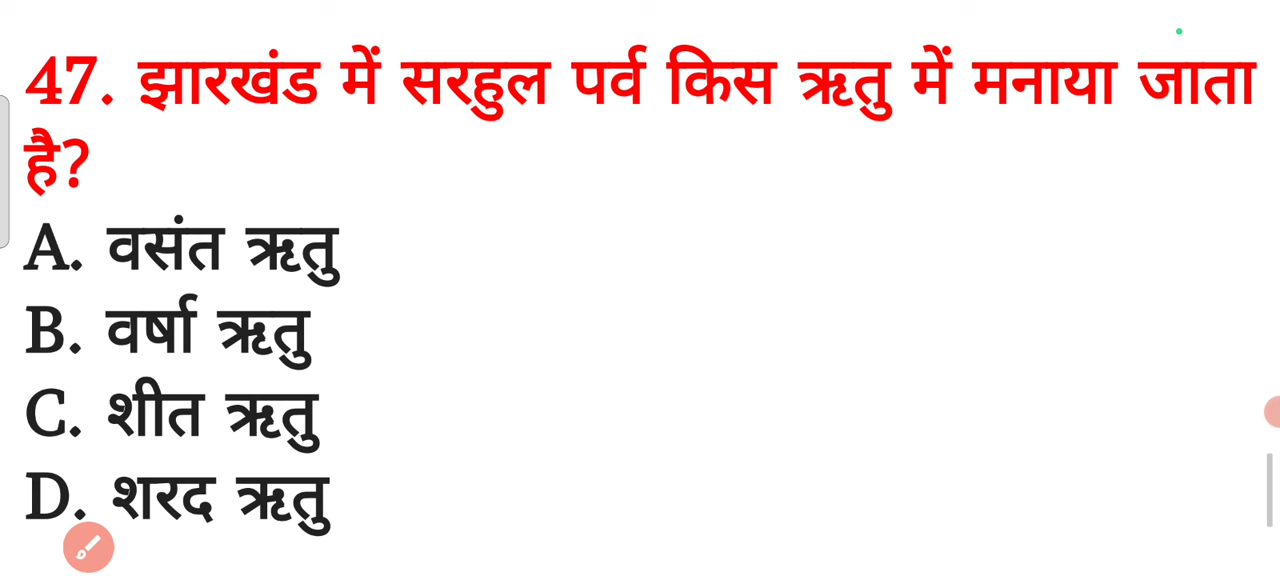 47. झारखंड में सरहुल पर्व किस ऋतु में मनाया जाता
है?
A. वसंत ऋतु
B. वर्षा ऋतु
C. शीत ऋतु
D. शरद ऋतु